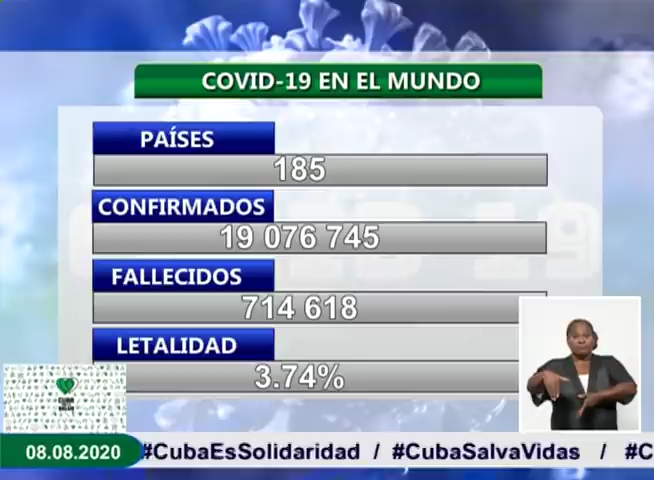 COVID-19 EN EL MUNDO
PAÍSES
185
CONFIRMADOS
19 076 745
FALLECIDOS
714 618
LETALIDAD
3.74%
CUBA
08.08.2020
#CubaEsSolidaridad / #CubaSalvaVidas / #C